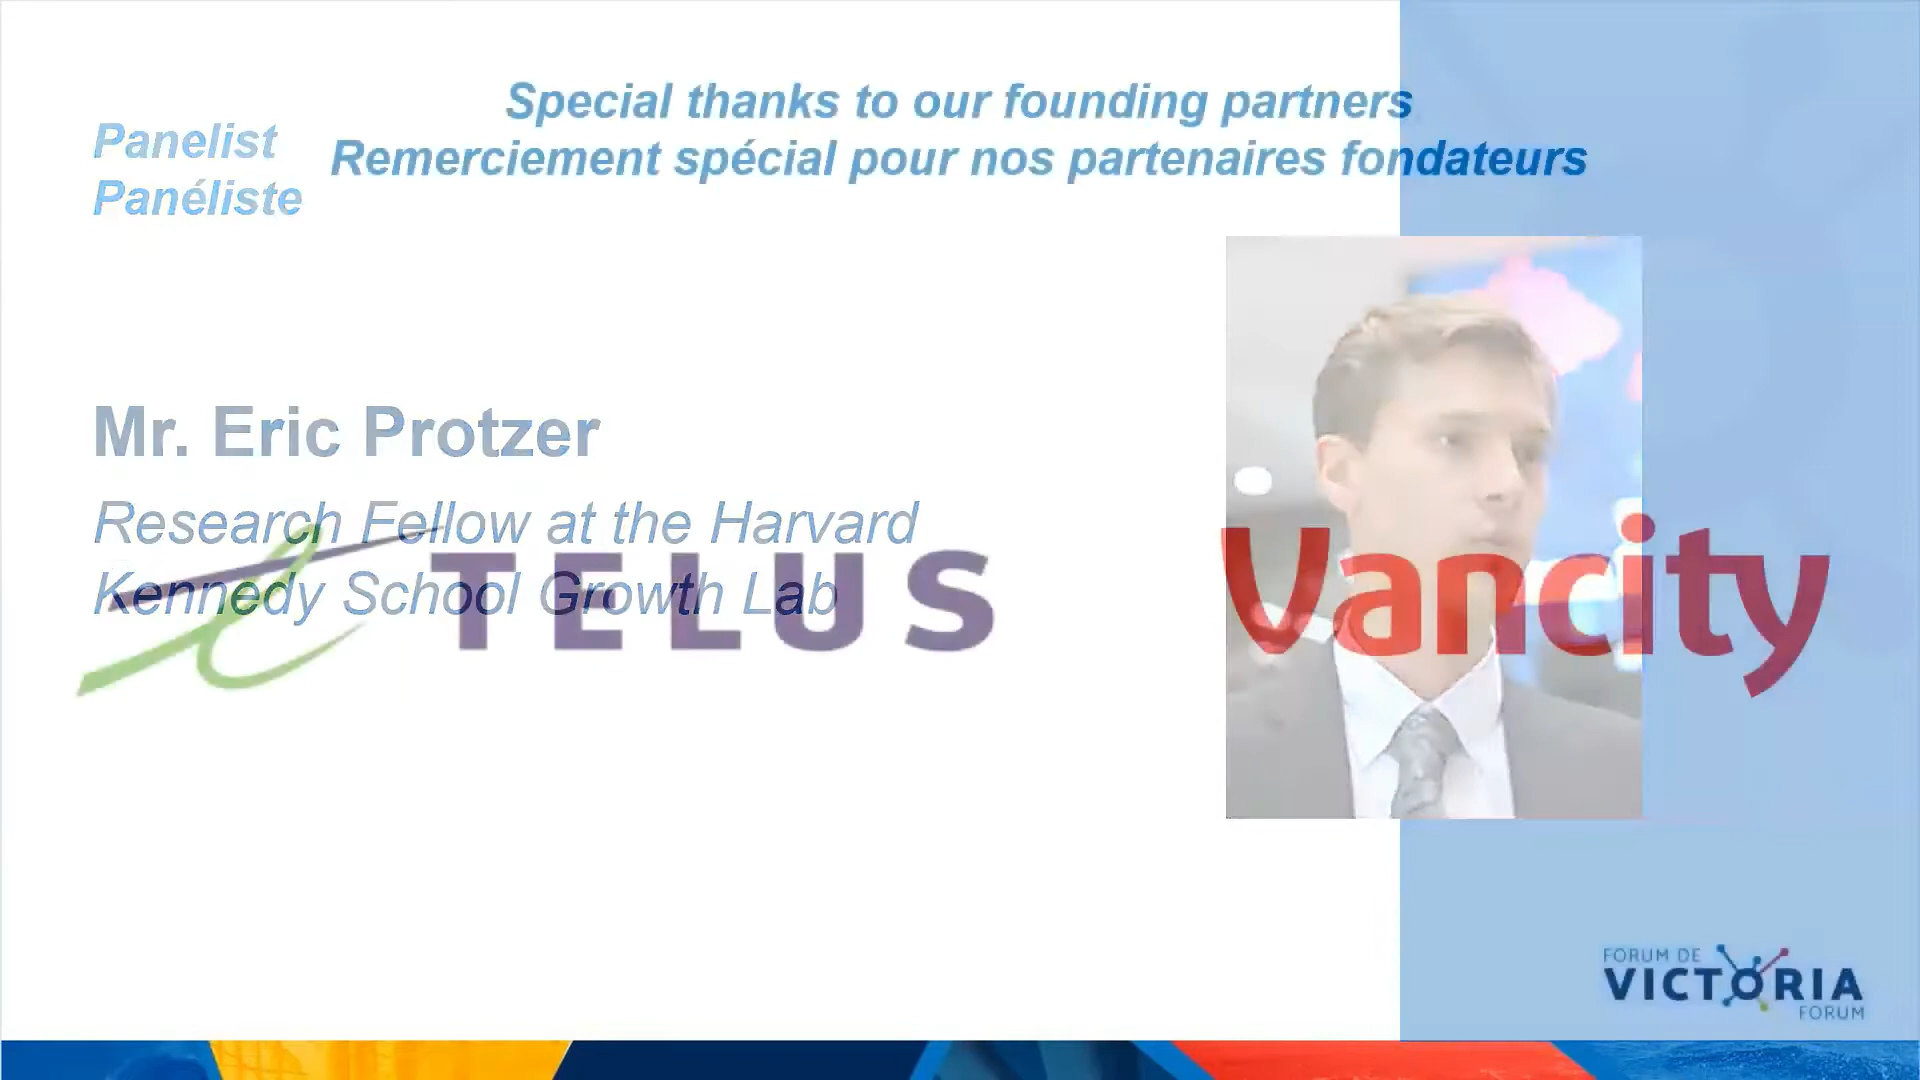 Special thanks to our founding partners
Remerciement spécial pour nos partenaires fondateurs
Panelist
Panéliste
Mr. Eric Protzer
Research Fellow at the Harvard
Kennedy School Growth Lab
TELUS
Vancity
FORUM DE
VICTORIA
FORUM